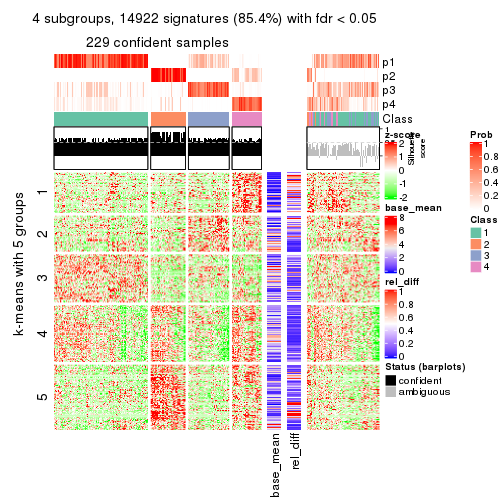 4 subgroups, 14922 signatures (85.4%) with fdr < 0.05
229 confident samples
p1
p2
p3
p4
Class
1
Silhouette
score
k-means with 5 groups
1
2
3
4
5
base_mean
rel_diff
z-score
2
1
0
-1
-2
base_mean
8
6
4
2
0
rel_diff
1
0.8
0.6
0.4
0.2
0
Status (barplots)
confident
ambiguous
Prob
1
0.8
0.6
0.4
0.2
0
Class
1
2
3
4